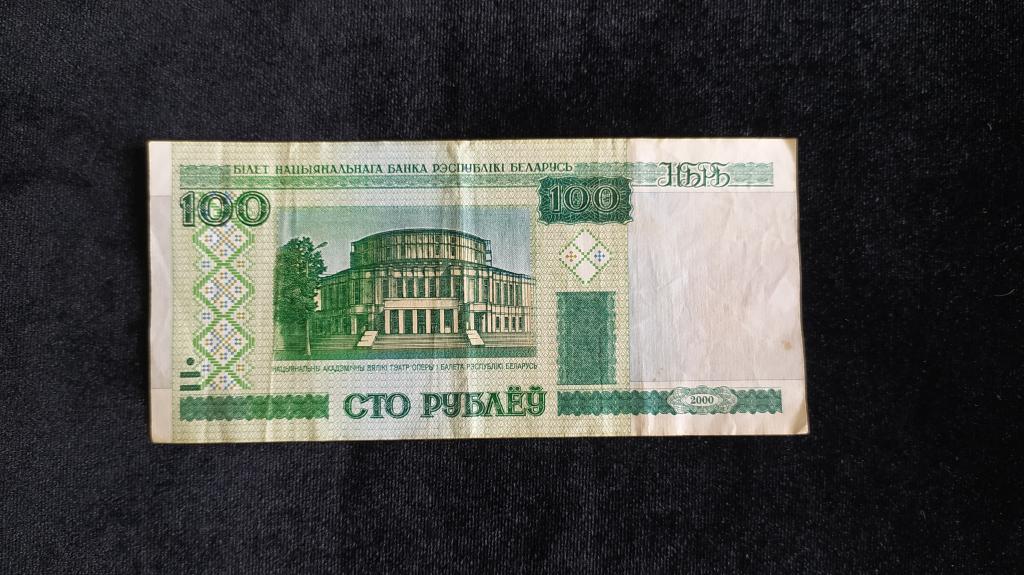 БІЛЕТ НАЦЫЯНАЛЬНАГА БАНКА РЭСПУБЛІКІ БЕЛАРУСЬ
НБРБ
100
100
НАЦЫЯНАЛЬНЫ АКАДЭМІЧНЫ ВЯЛІКІ ТЭАТР ОПЕРЫ І БАЛЕТА РЭСПУБЛІКІ БЕЛАРУСЬ
СТО РУБЛЁЎ
2000